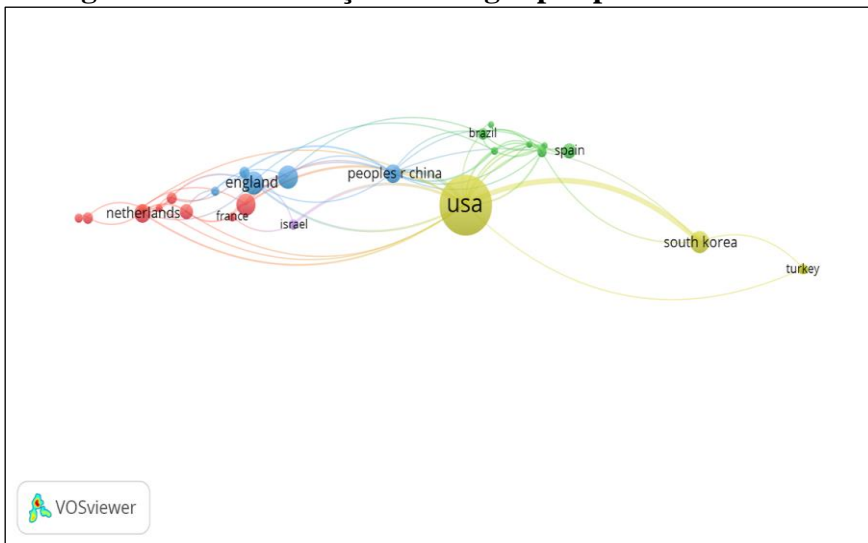 brazil
spain
peoples r china
england
usa
netherlands
france
israel
south korea
turkey
VOSviewer